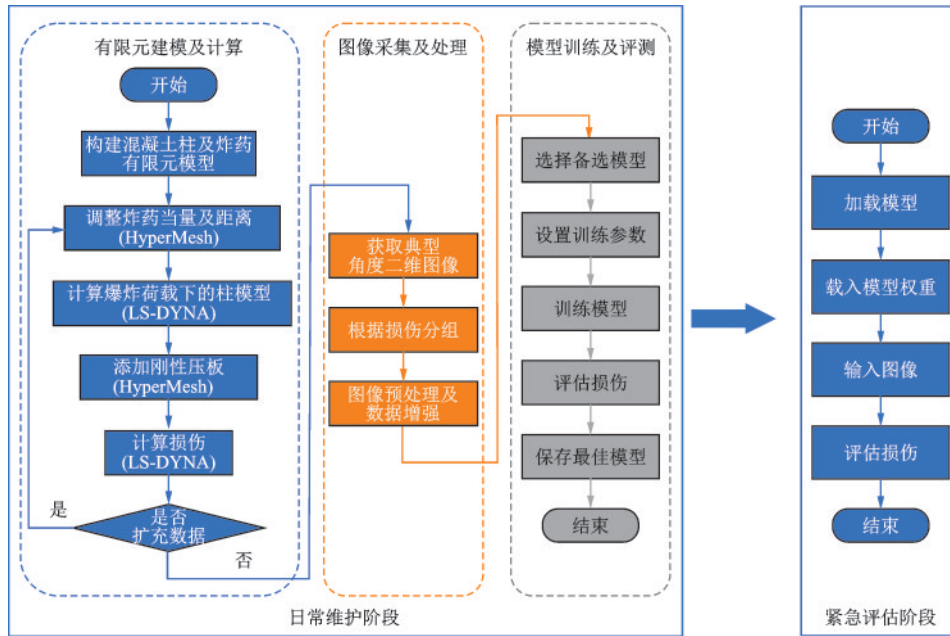 有限元建模及计算
开始
构建混凝土柱及炸药
有限元模型
调整炸药当量及距离
(HyperMesh)
计算爆炸荷载下的柱模型
(LS-DYNA)
添加刚性压板
(HyperMesh)
计算损伤
(LS-DYNA)
是否
扩充数据
是
否
图像采集及处理
获取典型
角度二维图像
根据损伤分组
图像预处理及
数据增强
模型训练及评测
选择备选模型
设置训练参数
训练模型
评估损伤
保存最佳模型
结束
日常维护阶段
开始
加载模型
载入模型权重
输入图像
评估损伤
结束
紧急评估阶段